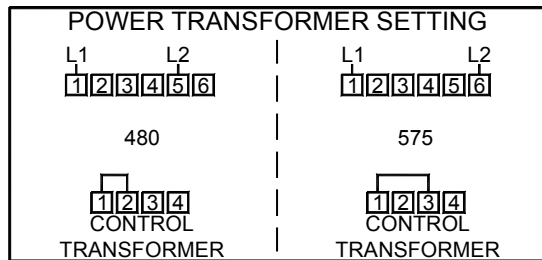 POWER TRANSFORMER SETTING
L1 L2
1 2 3 4 5 6
480
1 2 3 4
CONTROL
TRANSFORMER
L1 L2
1 2 3 4 5 6
575
1 2 3 4
CONTROL
TRANSFORMER